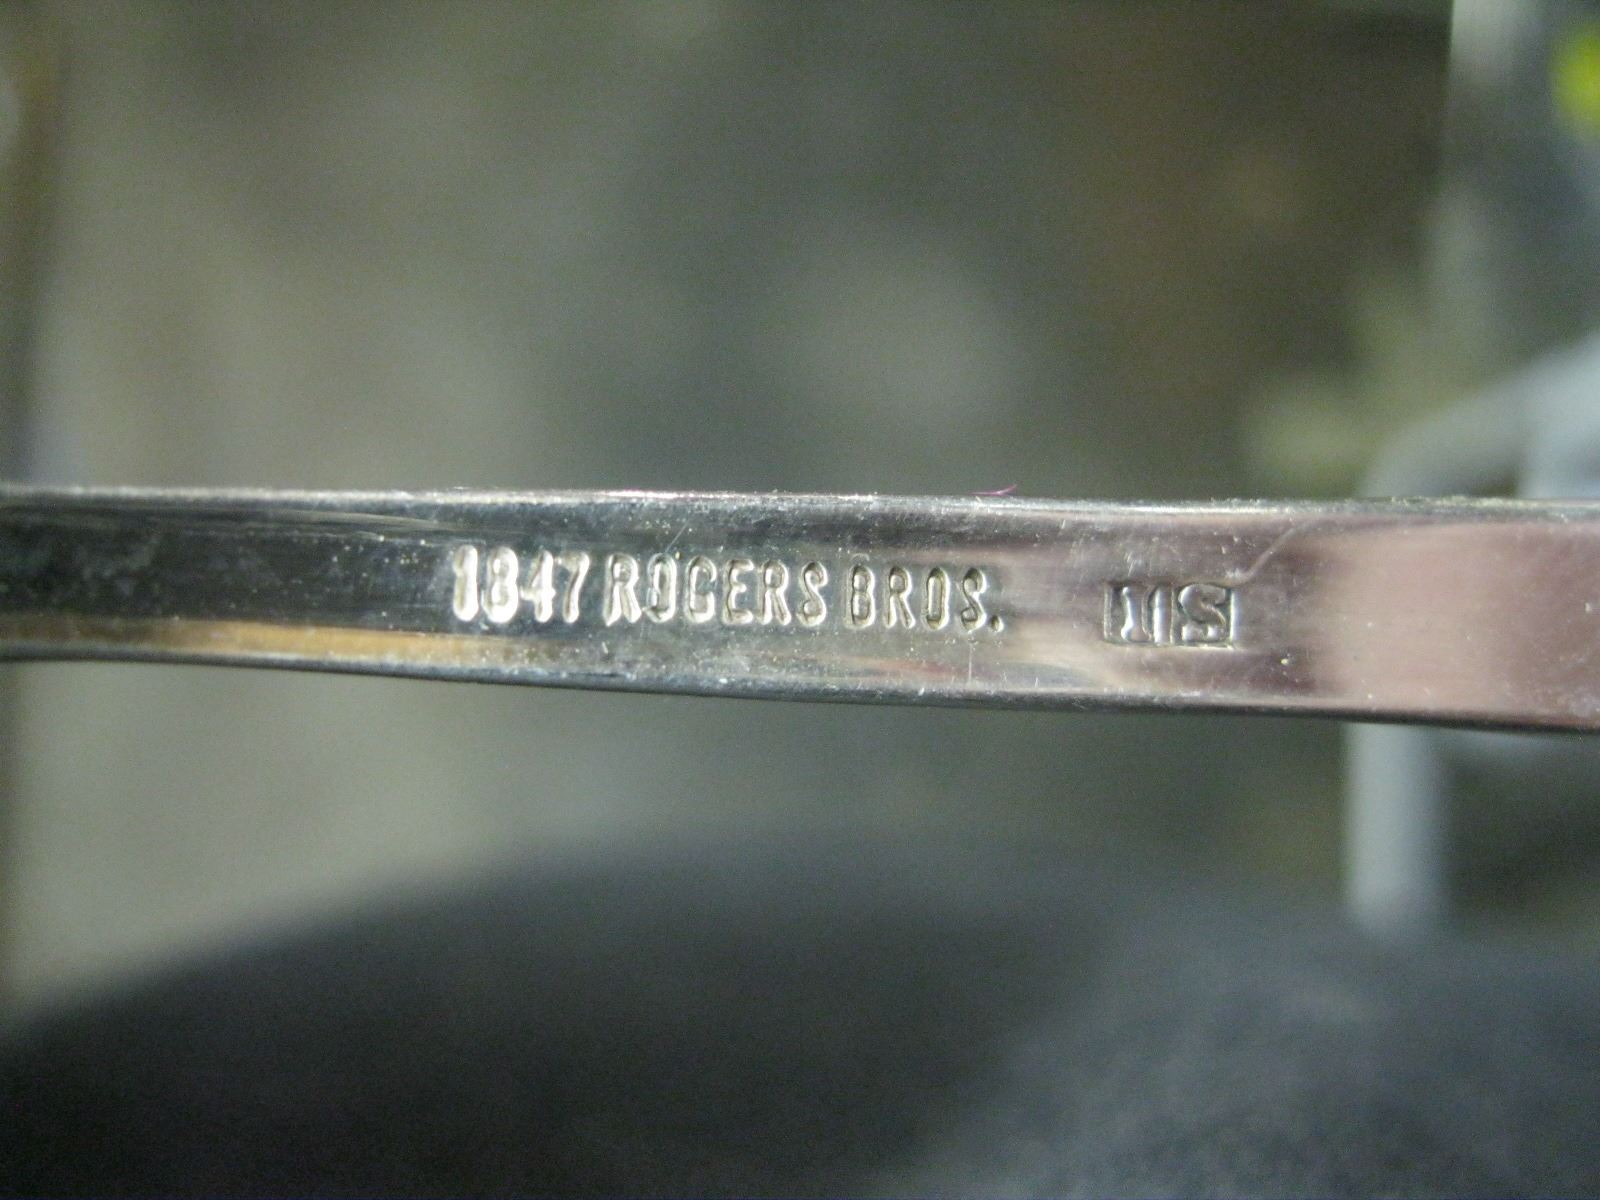 1847 ROGERS BROS. IS